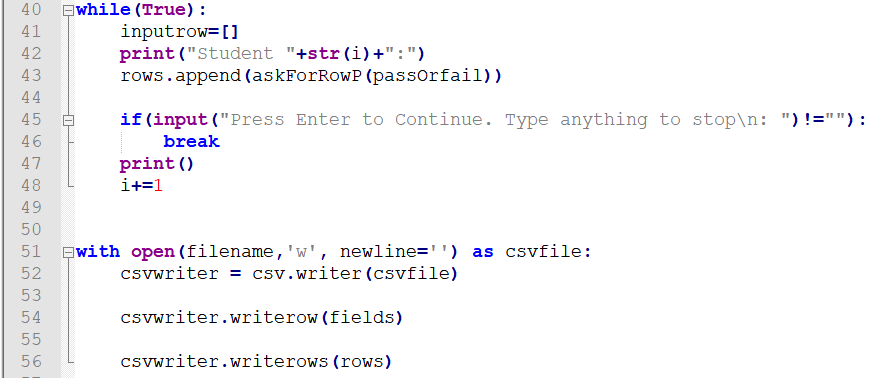 40 while(True):
41 inputrow=[]
42 print("Student "+str(i)+":")
43 rows.append(askForRowP(passOrfail))
44
45 if(input("Press Enter to Continue. Type anything to stop\n: ")!=""):
46 break
47 print()
48 i+=1
49
50
51 with open(filename,'w', newline='') as csvfile:
52 csvwriter = csv.writer(csvfile)
53
54 csvwriter.writerow(fields)
55
56 csvwriter.writerows(rows)